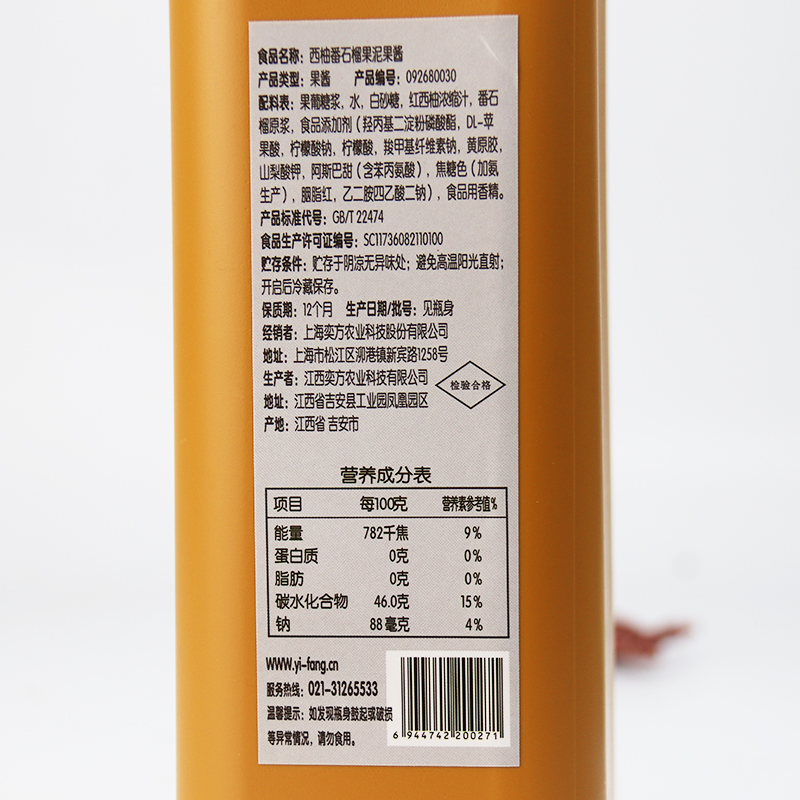 食品名称：西柚番石榴果泥果酱
产品类型：果酱 产品编号：092680030
配料表：果葡糖浆，水，白砂糖，红西柚浓缩汁，番石
榴原浆，食品添加剂（羟丙基二淀粉磷酸酯，DL-苹
果酸，柠檬酸钠，柠檬酸，羧甲基纤维素钠，黄原胶，
山梨酸钾，阿斯巴甜（含苯丙氨酸），焦糖色（加氨
生产），胭脂红，乙二胺四乙酸二钠），食品用香精。
产品标准代号：GB/T 22474
食品生产许可证编号：SC11736082110100
贮存条件：贮存于阴凉无异味处；避免高温阳光直射；
开启后冷藏保存。
保质期：12个月 生产日期/批号：见瓶身
经销者：上海奕方农业科技股份有限公司
地址：上海市松江区泖港镇新宾路1258号
生产者：江西奕方农业科技有限公司
检验合格
地址：江西省吉安县工业园凤凰园区
产地：江西省 吉安市
营养成分表
项目 每100克 营养素参考值%
能量 782千焦 9%
蛋白质 0克 0%
脂肪 0克 0%
碳水化合物 46.0克 15%
钠 88毫克 4%
WWW.yi-fang.cn
服务热线：021-31265533
温馨提示：如发现瓶身鼓起或破损
等异常情况，请勿食用。
6 944742 200271